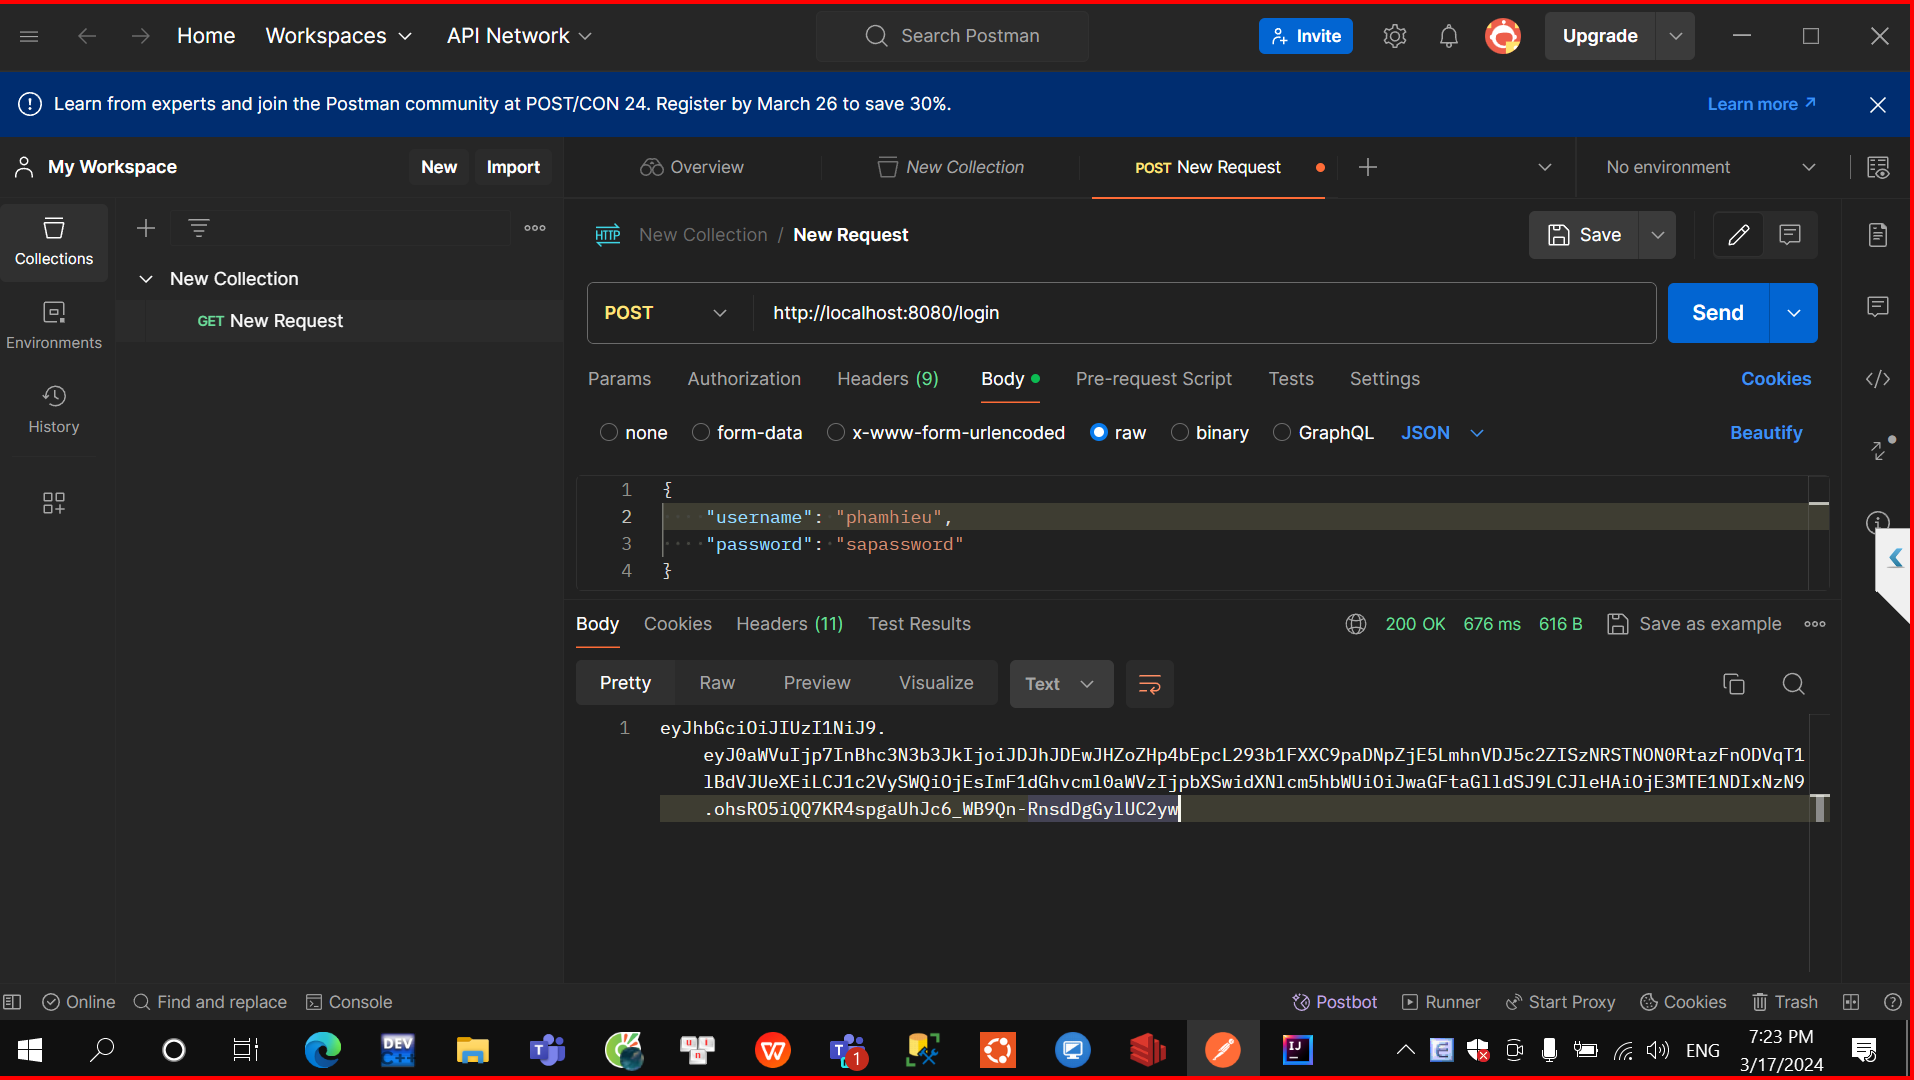 Home Workspaces API Network Search Postman Invite Upgrade
Learn from experts and join the Postman community at POST/CON 24. Register by March 26 to save 30%. Learn more
My Workspace New Import Overview New Collection POST New Request No environment
Collections
New Collection / New Request Save
New Collection
GET New Request
POST http://localhost:8080/login Send
Environments
Params Authorization Headers (9) Body Pre-request Script Tests Settings Cookies
History
none form-data x-www-form-urlencoded raw binary GraphQL JSON Beautify
1 {
2 "username": "phamhieu",
3 "password": "sapassword"
4 }
Body Cookies Headers (11) Test Results 200 OK 676 ms 616 B Save as example
Pretty Raw Preview Visualize Text
1 eyJhbGciOiJIUzI1NiJ9.
eyJ0aWVuIjp7InBhc3N3b3JkIjoiJDJhJDEwJHZoZHp4bEpcL293b1FXXC9paDNpZjE5LmhnVDJ5c2ZISzNRSTNON0RtazFnODVqT1
lBdVJUeXEiLCJ1c2VySWQiOjEsImF1dGhvcml0aWVzIjpbXSwidXNlcm5hbWUiOiJwaGFtaGlldSJ9LCJleHAiOjE3MTE1NDIxNzN9
.ohsRO5iQQ7KR4spgaUhJc6_WB9Qn-RnsdDgGylUC2yw
Online Find and replace Console Postbot Runner Start Proxy Cookies Trash
DEV C++ 1 ENG 7:23 PM
3/17/2024